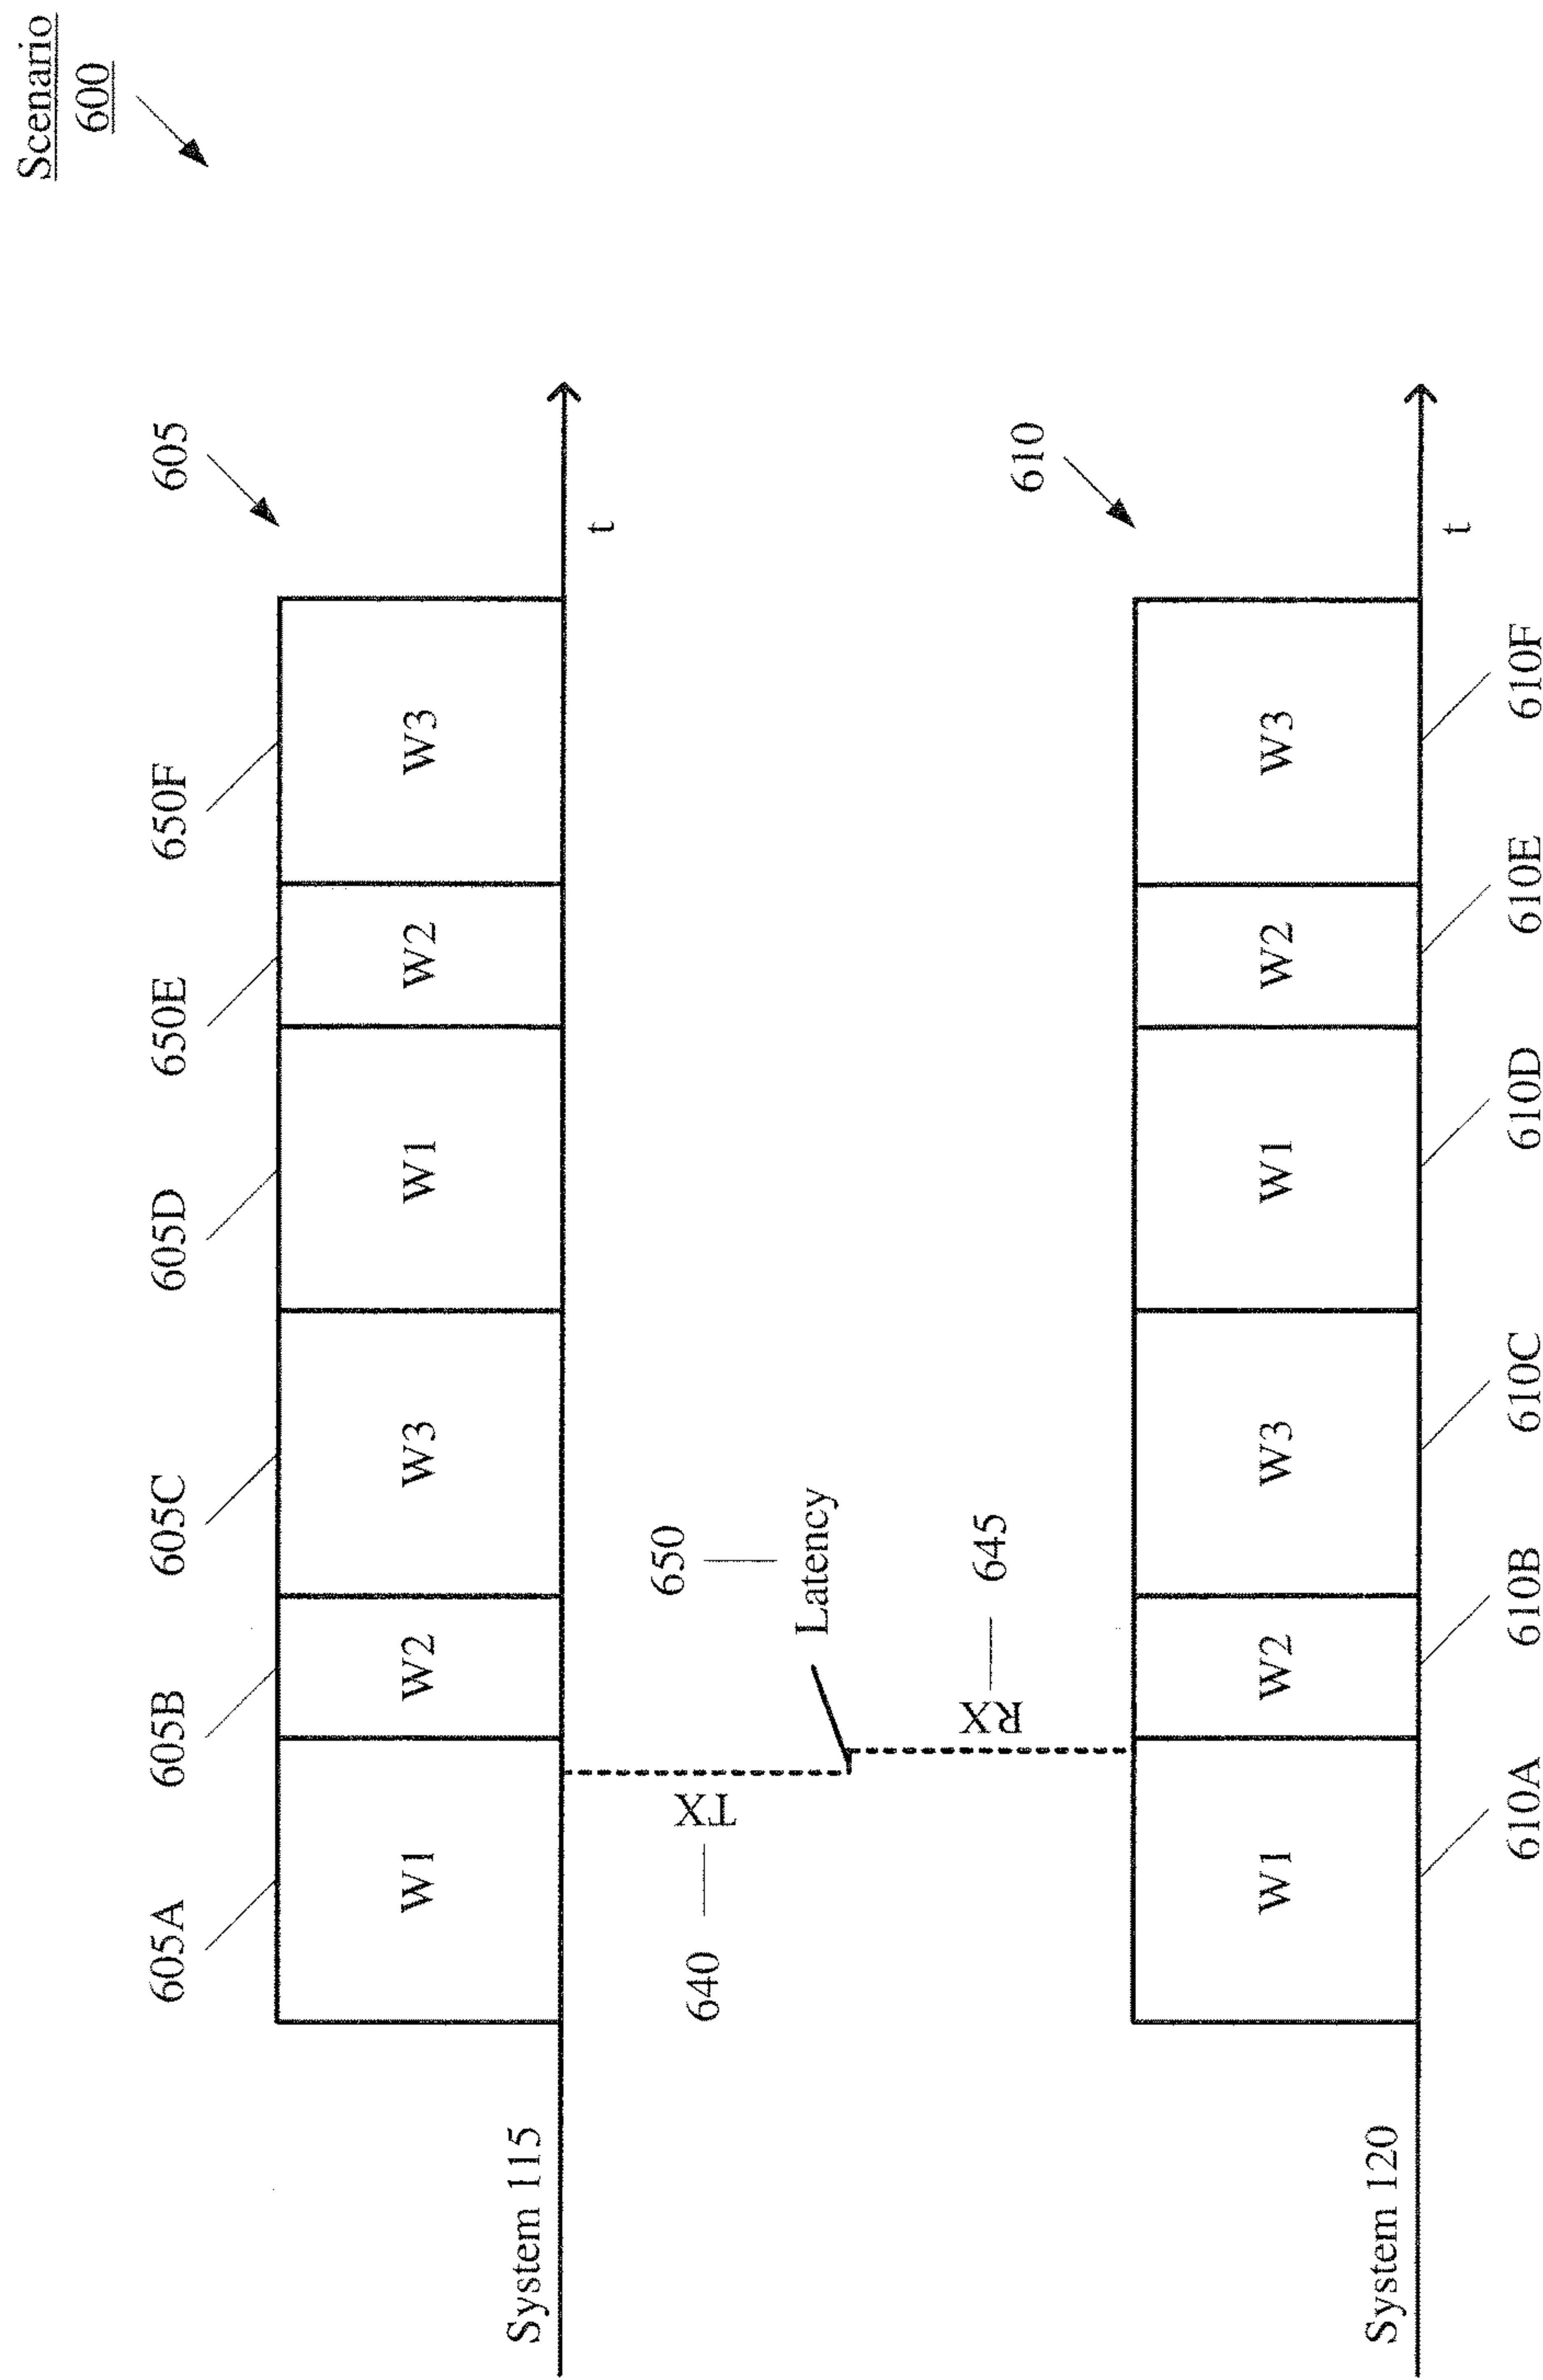 Scenario
600
605
605A
605B
605C
605D
650E
650F
W1
W2
W3
W1
W2
W3
System 115
t
640
TX
650
Latency
RX
645
610
W1
W2
W3
W1
W2
W3
System 120
t
610A
610B
610C
610D
610E
610F